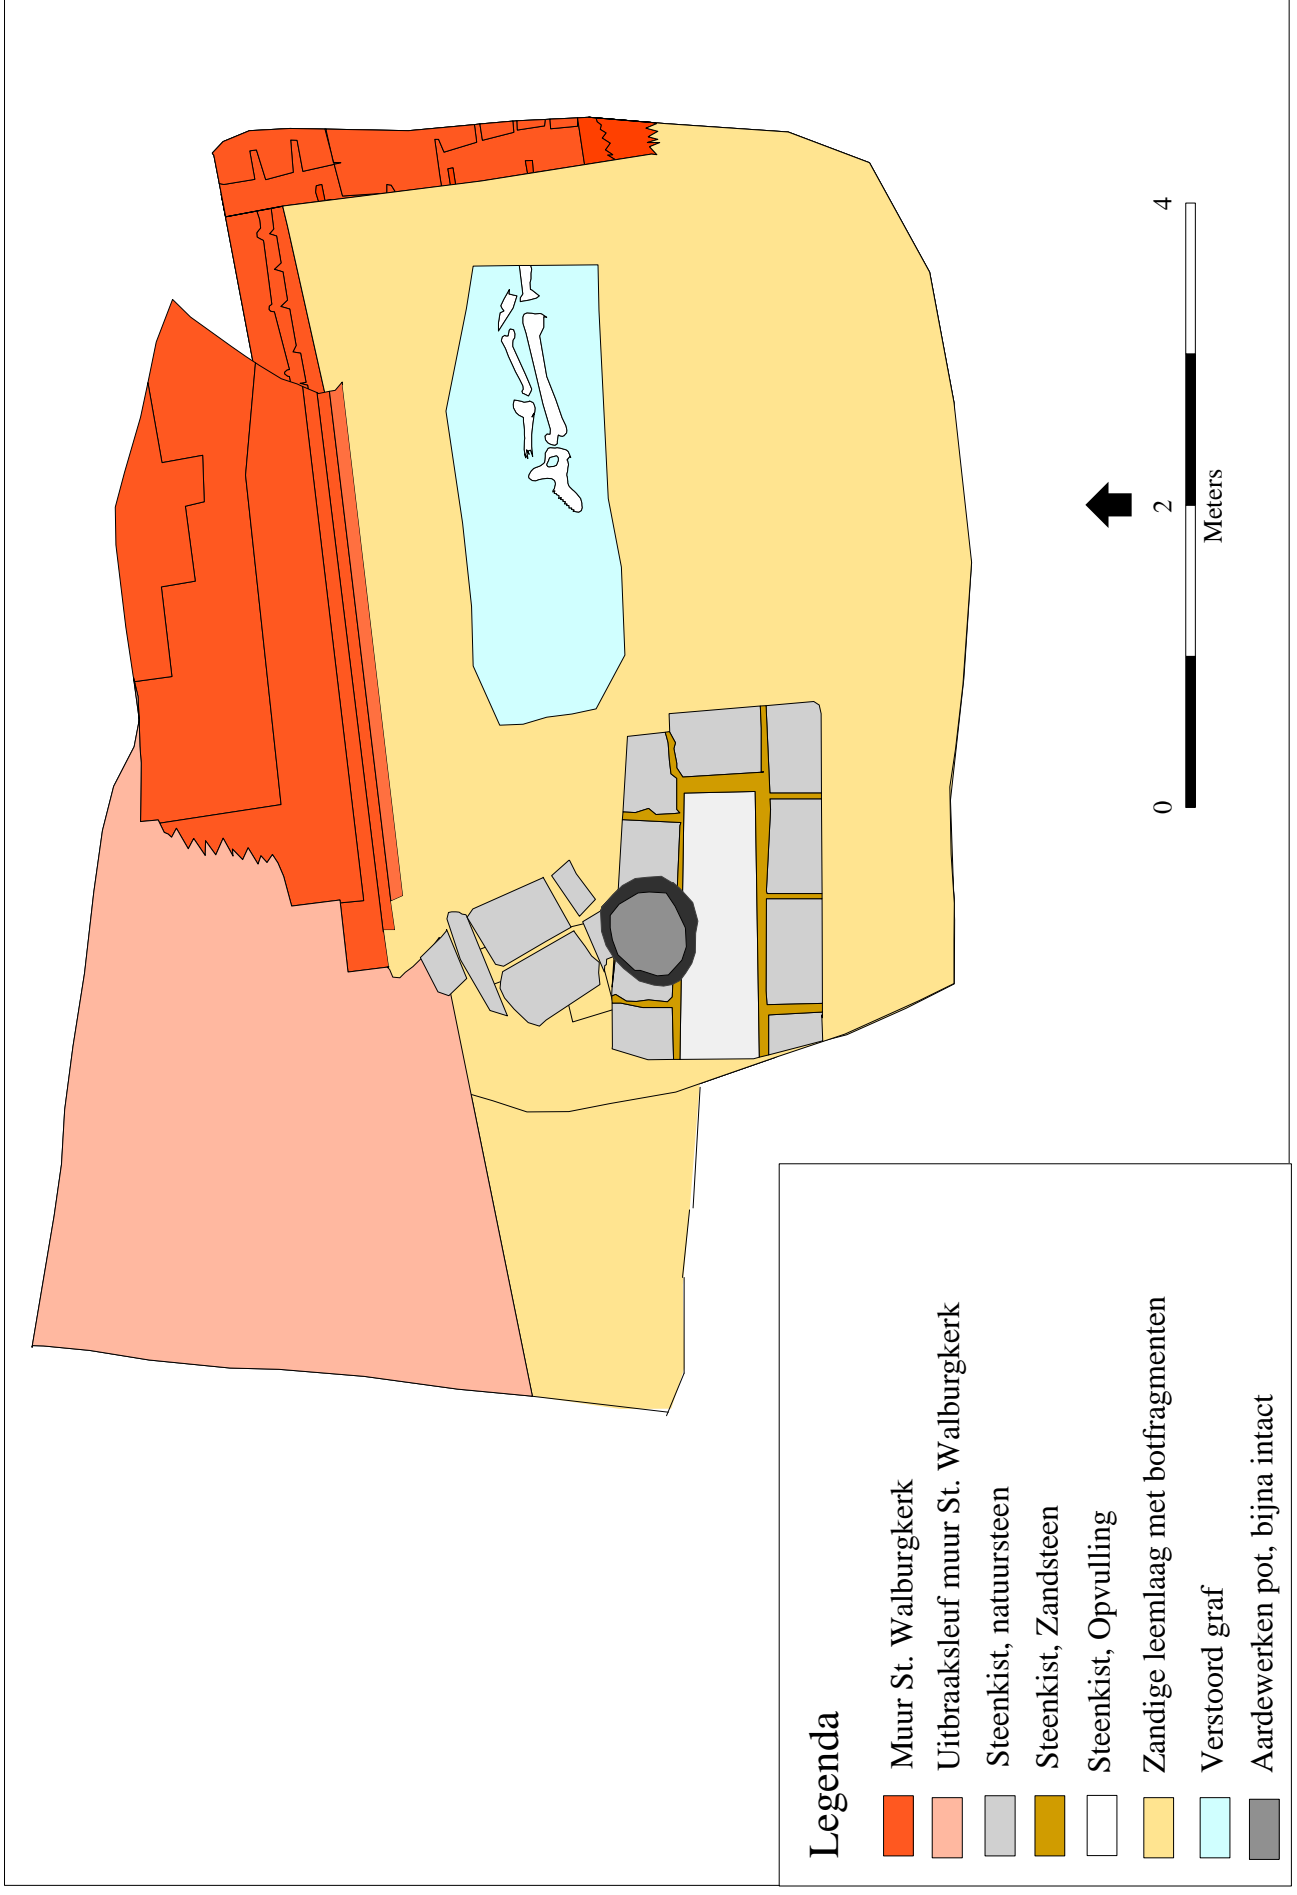 Legenda
Muur St. Walburgkerk
Uitbraaksleuf muur St. Walburgkerk
Steenkist, natuursteen
Steenkist, Zandsteen
Steenkist, Opvulling
Zandige leemlaag met botfragmenten
Verstoord graf
Aardewerken pot, bijna intact
0 2 4
Meters